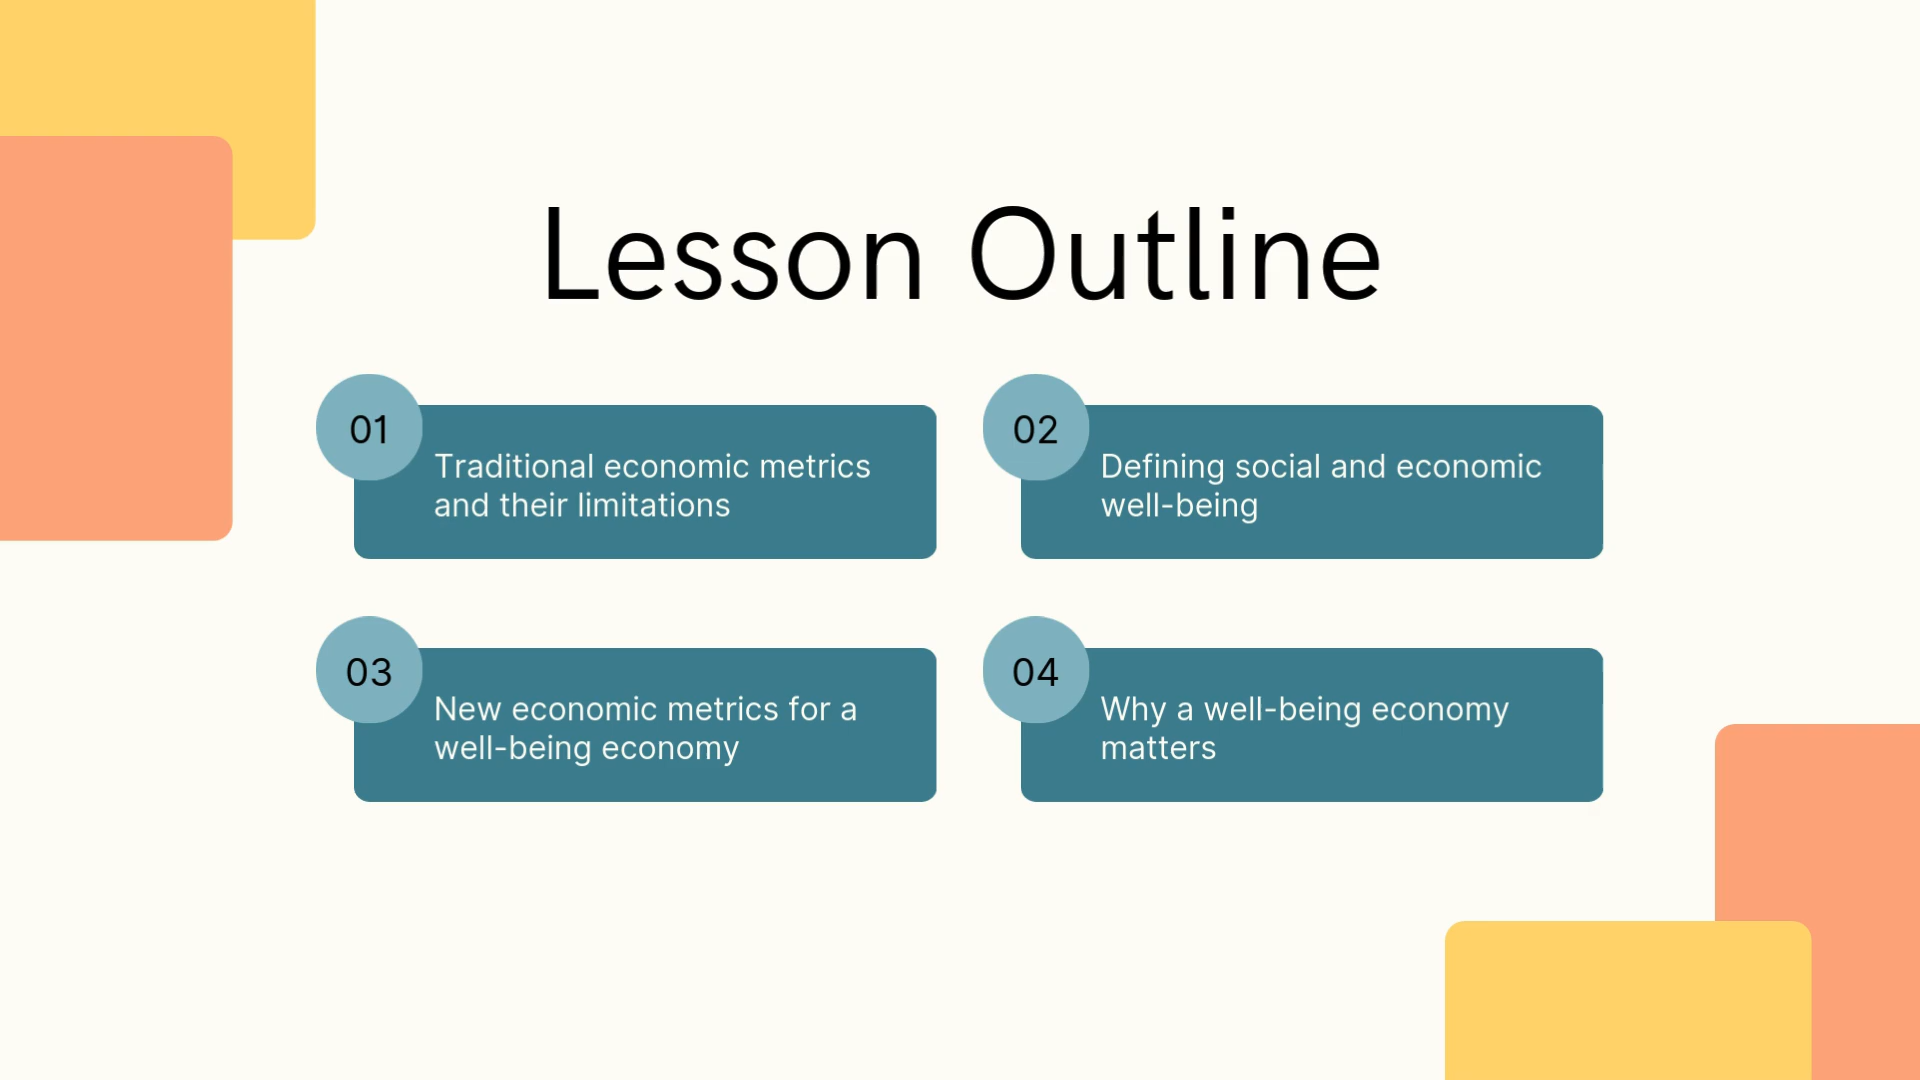 Lesson Outline
01
Traditional economic metrics
and their limitations
02
Defining social and economic
well-being
03
New economic metrics for a
well-being economy
04
Why a well-being economy
matters